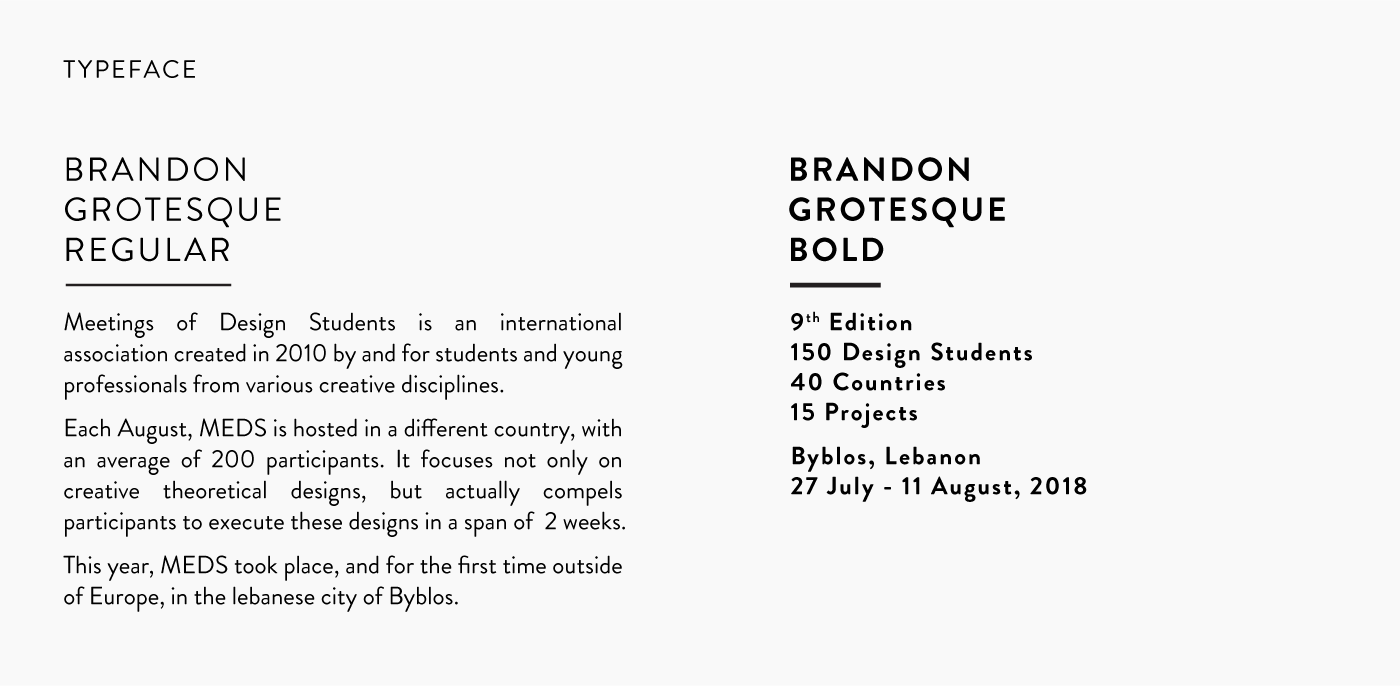 TYPEFACE
BRANDON
GROTESQUE
REGULAR
Meetings of Design Students is an international
association created in 2010 by and for students and young
professionals from various creative disciplines.
Each August, MEDS is hosted in a different country, with
an average of 200 participants. It focuses not only on
creative theoretical designs, but actually compels
participants to execute these designs in a span of  2 weeks.
This year, MEDS took place, and for the first time outside
of Europe, in the lebanese city of Byblos.
BRANDON
GROTESQUE
BOLD
9th Edition
150 Design Students
40 Countries
15 Projects
Byblos, Lebanon
27 July - 11 August, 2018